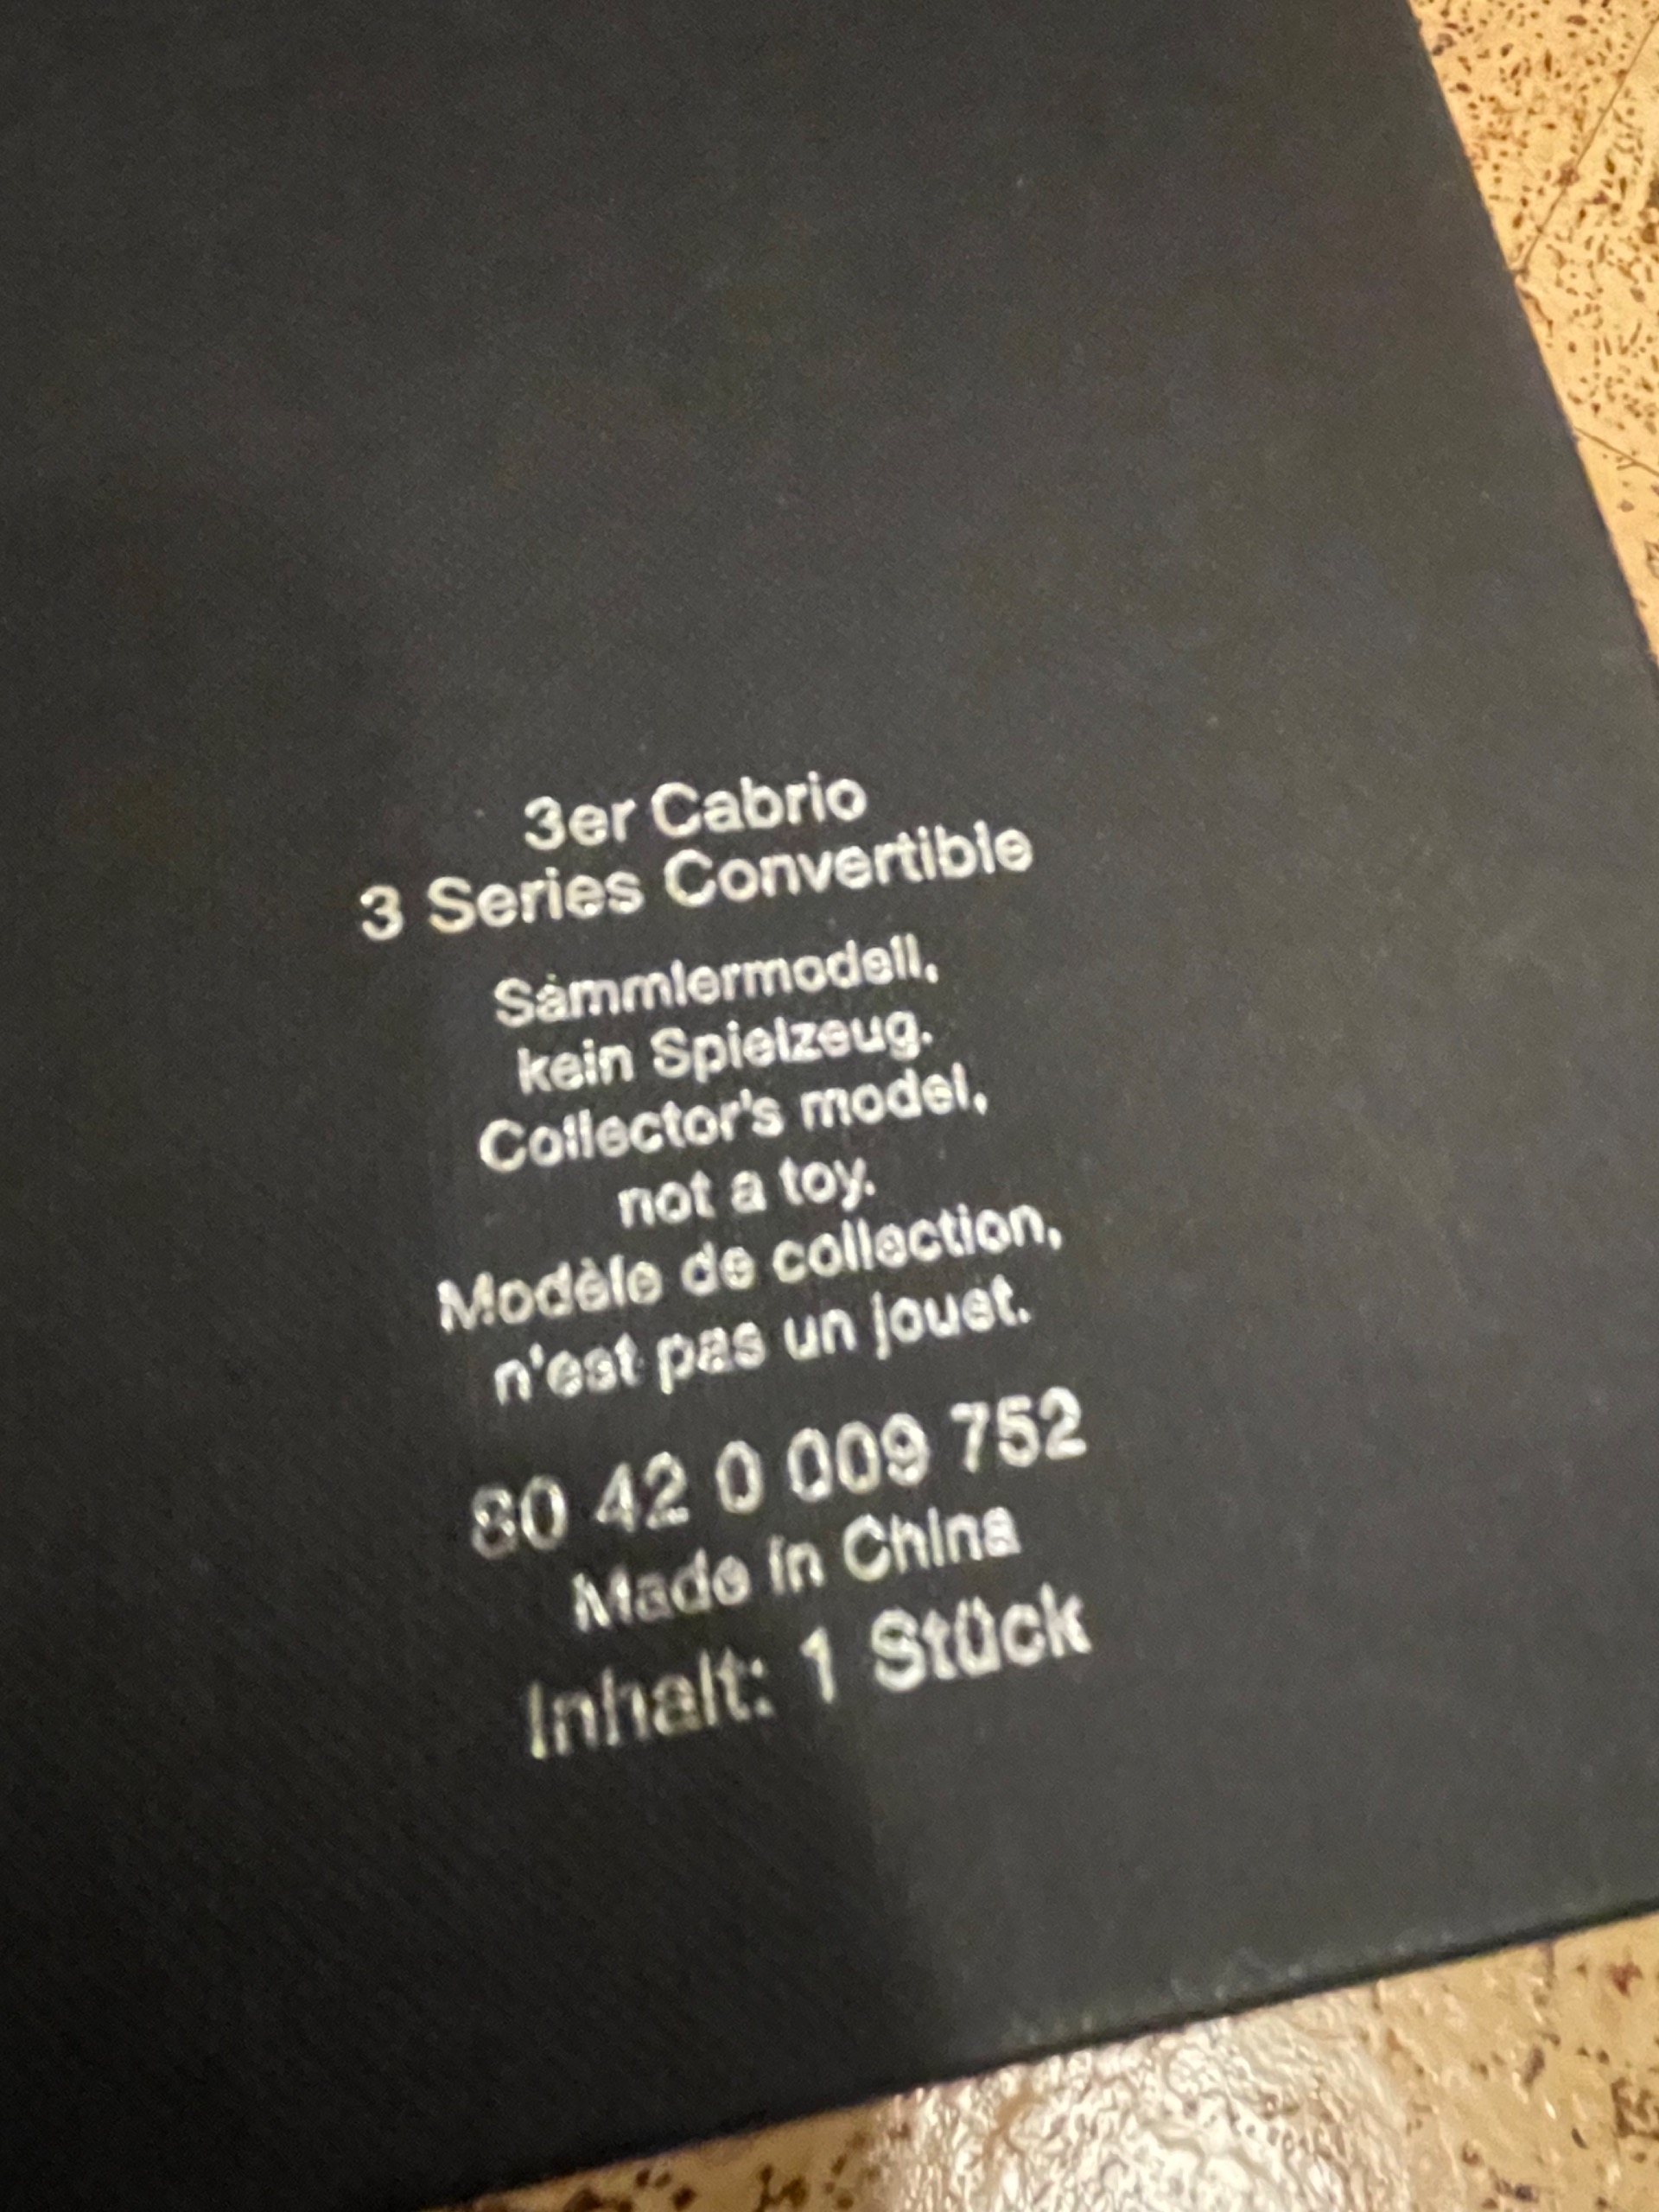 3er Cabrio
3 Series Convertible
Sammlermodell,
kein Spielzeug.
Collector's model,
not a toy.
Modèle de collection,
n'est pas un jouet.
80 42 0 009 752
Made in China
Inhalt: 1 Stück